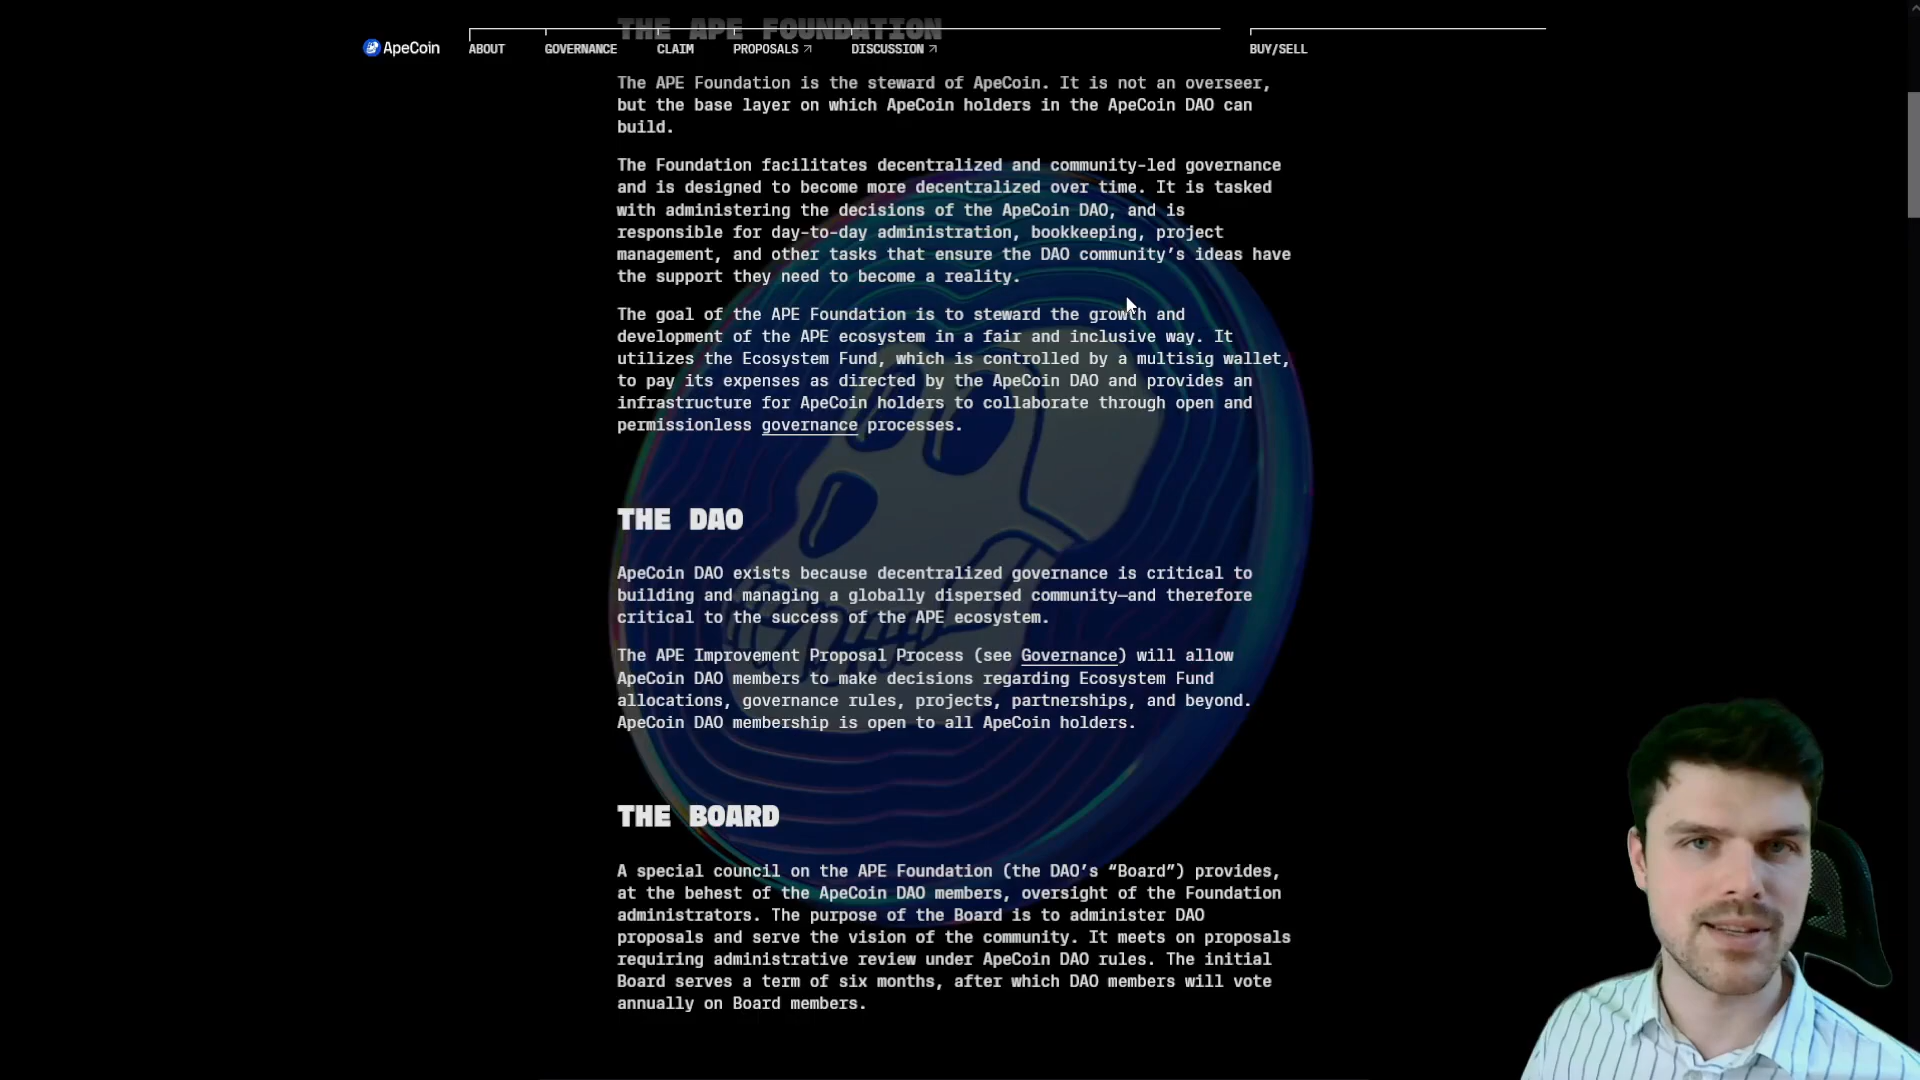 THE APE FOUNDATION
ApeCoin
ABOUT
GOVERNANCE
CLAIM
PROPOSALS
DISCUSSION
BUY/SELL
The APE Foundation is the steward of ApeCoin. It is not an overseer,
but the base layer on which ApeCoin holders in the ApeCoin DAO can
build.
The Foundation facilitates decentralized and community-led governance
and is designed to become more decentralized over time. It is tasked
with administering the decisions of the ApeCoin DAO, and is
responsible for day-to-day administration, bookkeeping, project
management, and other tasks that ensure the DAO community’s ideas have
the support they need to become a reality.
The goal of the APE Foundation is to steward the growth and
development of the APE ecosystem in a fair and inclusive way. It
utilizes the Ecosystem Fund, which is controlled by a multisig wallet,
to pay its expenses as directed by the ApeCoin DAO and provides an
infrastructure for ApeCoin holders to collaborate through open and
permissionless governance processes.
THE DAO
ApeCoin DAO exists because decentralized governance is critical to
building and managing a globally dispersed community—and therefore
critical to the success of the APE ecosystem.
The APE Improvement Proposal Process (see Governance) will allow
ApeCoin DAO members to make decisions regarding Ecosystem Fund
allocations, governance rules, projects, partnerships, and beyond.
ApeCoin DAO membership is open to all ApeCoin holders.
THE BOARD
A special council on the APE Foundation (the DAO’s “Board”) provides,
at the behest of the ApeCoin DAO members, oversight of the Foundation
administrators. The purpose of the Board is to administer DAO
proposals and serve the vision of the community. It meets on proposals
requiring administrative review under ApeCoin DAO rules. The initial
Board serves a term of six months, after which DAO members will vote
annually on Board members.